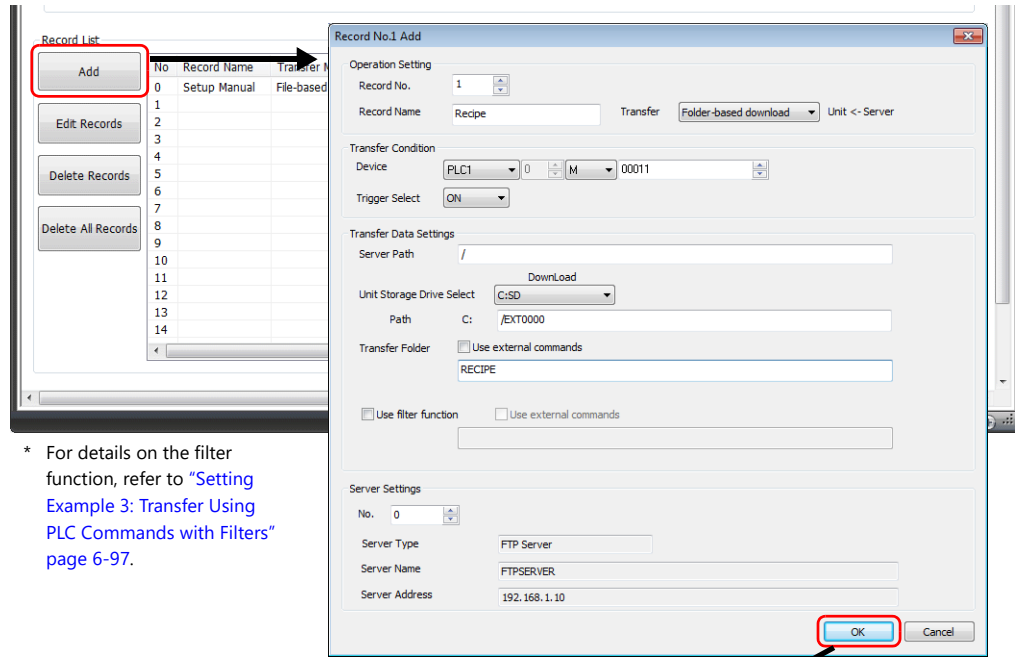 Record List
Add
Edit Records
Delete Records
Delete All Records
No Record Name Transfer M
0 Setup Manual File-based
1
2
3
4
5
6
7
8
9
10
11
12
13
14
* For details on the filter
function, refer to “Setting
Example 3: Transfer Using
PLC Commands with Filters”
page 6-97.
Record No.1 Add
Operation Setting
Record No. 1
Record Name Recipe Transfer Folder-based download Unit <- Server
Transfer Condition
Device PLC1 0 M 00011
Trigger Select ON
Transfer Data Settings
Server Path /
DownLoad
Unit Storage Drive Select C:SD
Path C: /EXT0000
Transfer Folder Use external commands
RECIPE
Use filter function Use external commands
Server Settings
No. 0
Server Type FTP Server
Server Name FTPSERVER
Server Address 192.168.1.10
OK Cancel